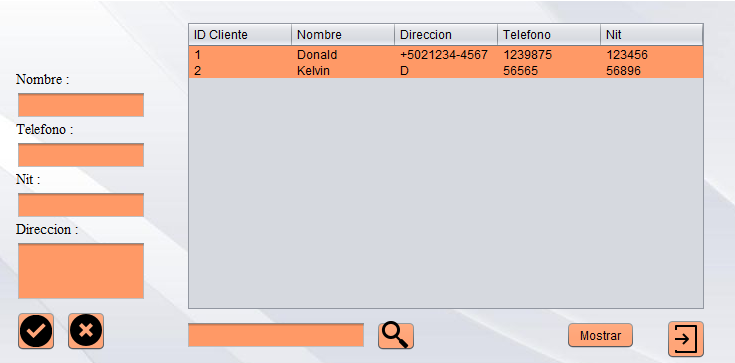 ID Cliente Nombre Direccion Telefono Nit
1 Donald +5021234-4567 1239875 123456
2 Kelvin D 56565 56896
Nombre :
Telefono :
Nit :
Direccion :
Mostrar